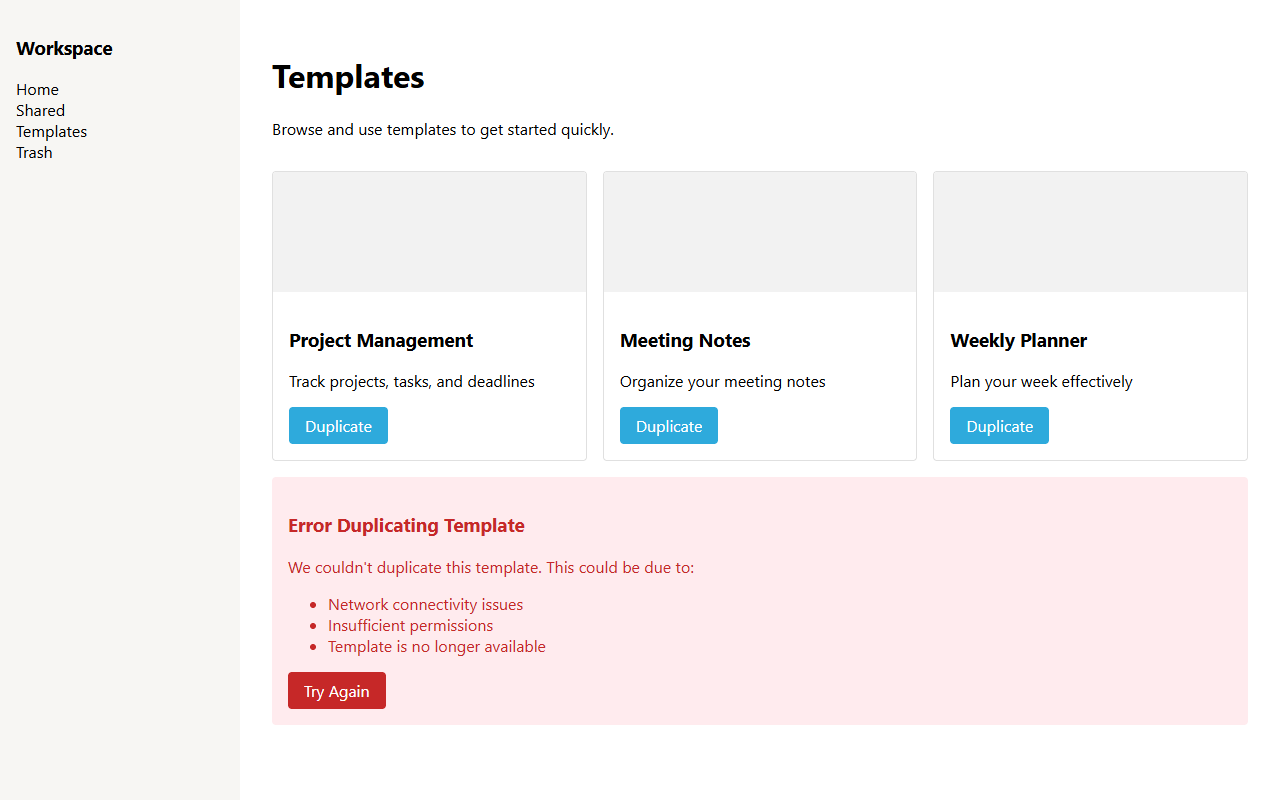 Workspace
Home
Shared
Templates
Trash
Templates
Browse and use templates to get started quickly.
Project Management
Track projects, tasks, and deadlines
Duplicate
Meeting Notes
Organize your meeting notes
Duplicate
Weekly Planner
Plan your week effectively
Duplicate
Error Duplicating Template
We couldn't duplicate this template. This could be due to:
Network connectivity issues
Insufficient permissions
Template is no longer available
Try Again